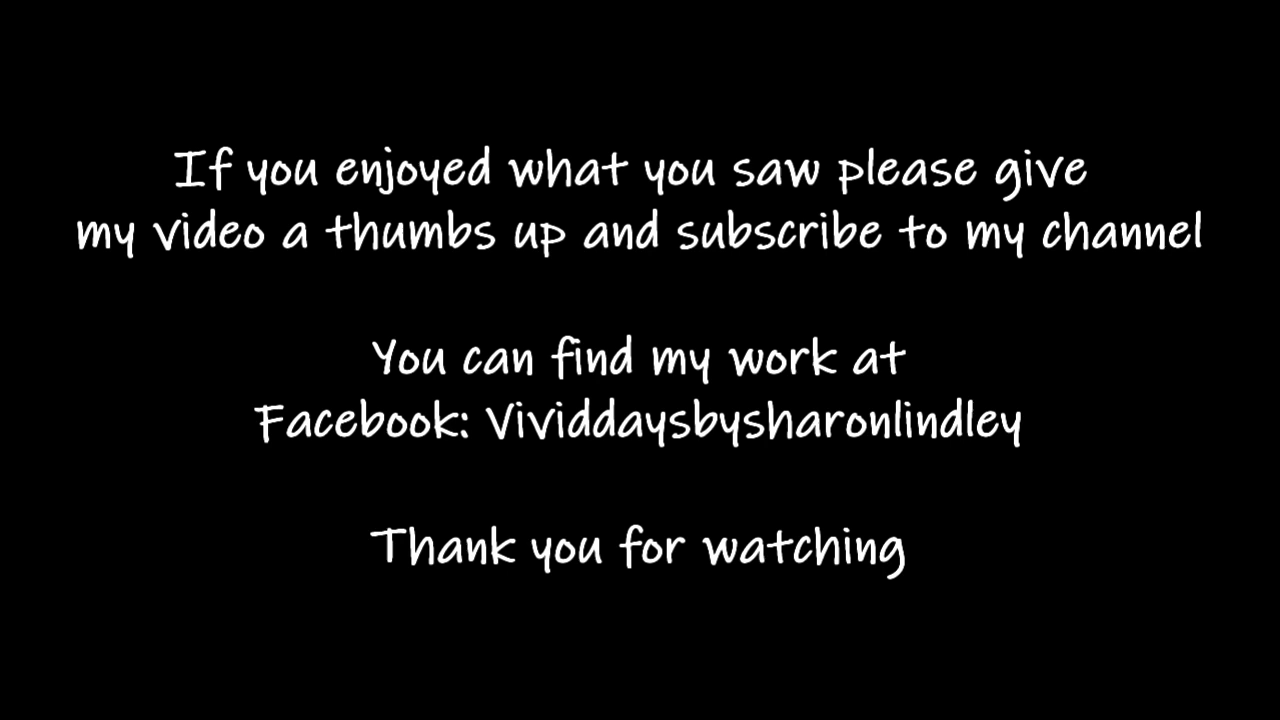 If you enjoyed what you saw please give
my video a thumbs up and subscribe to my channel
You can find my work at
Facebook: Vividdaysbysharonlindley
Thank you for watching